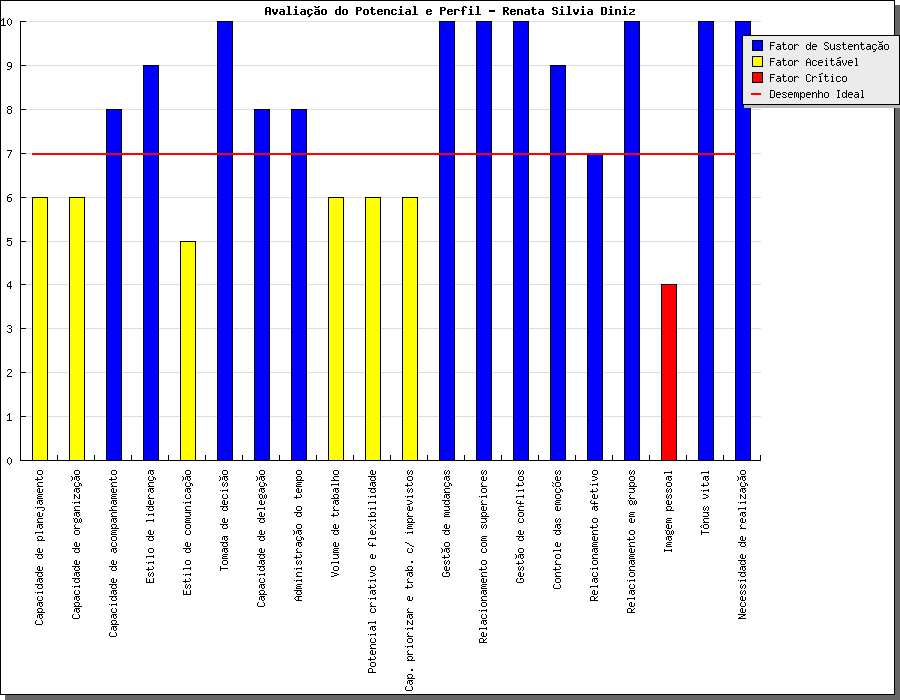 Avaliação do Potencial e Perfil - Renata Silvia Diniz
10
9
8
7
6
5
4
3
2
1
0
Fator de Sustentação
Fator Aceitável
Fator Crítico
Desempenho Ideal
Capacidade de planejamento
Capacidade de organização
Capacidade de acompanhamento
Estilo de liderança
Estilo de comunicação
Tomada de decisão
Capacidade de delegação
Administração do tempo
Volume de trabalho
Potencial criativo e flexibilidade
Cap. priorizar e trab. c/ imprevistos
Gestão de mudanças
Relacionamento com superiores
Gestão de conflitos
Controle das emoções
Relacionamento afetivo
Relacionamento em grupos
Imagem pessoal
Tônus vital
Necessidade de realização